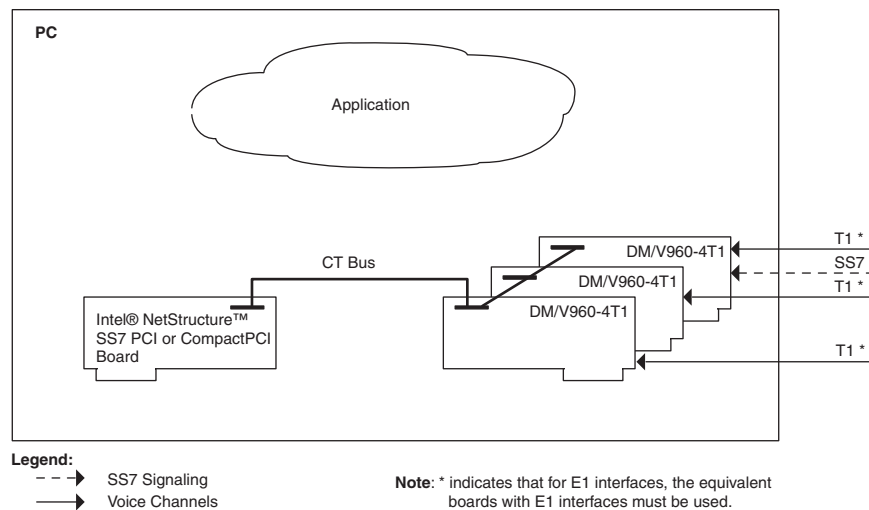 PC
Application
T1 *
DM/V960-4T1
SS7
CT Bus
DM/V960-4T1
T1 *
DM/V960-4T1
Intel® NetStructure™
SS7 PCI or CompactPCI
Board
T1 *
Legend:
SS7 Signaling
Voice Channels
Note: * indicates that for E1 interfaces, the equivalent
boards with E1 interfaces must be used.